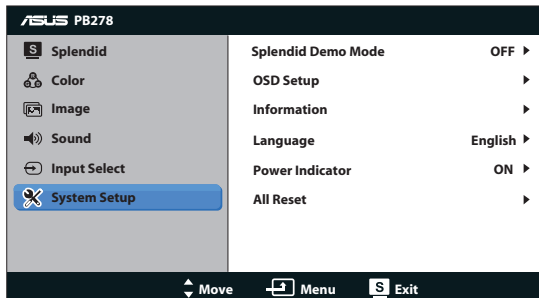 ASUS PB278
S Splendid
Color
Image
Sound
Input Select
System Setup
Splendid Demo Mode OFF
OSD Setup
Information
Language English
Power Indicator ON
All Reset
Move Menu S Exit